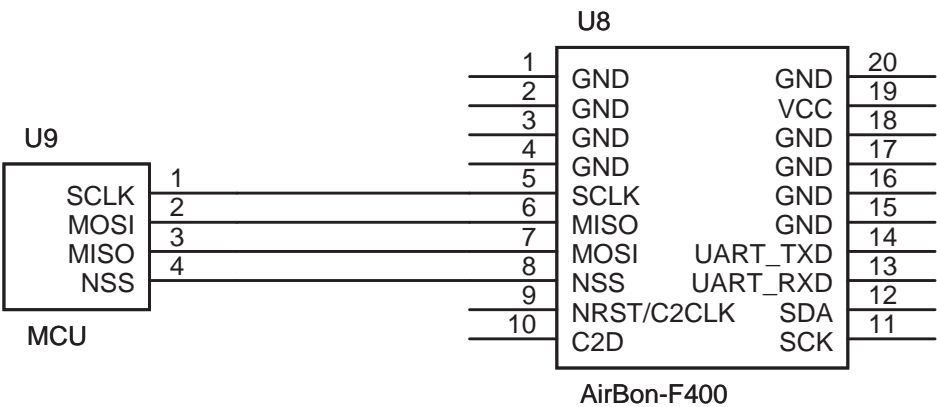 U8
1 GND GND 20
2 GND VCC 19
3 GND GND 18
4 GND GND 17
U9
SCLK 1 5 SCLK GND 16
MOSI 2 6 MISO GND 15
MISO 3 7 MOSI UART_TXD 14
NSS 4 8 NSS UART_RXD 13
9 NRST/C2CLK SDA 12
10 C2D SCK 11
MCU
AirBon-F400